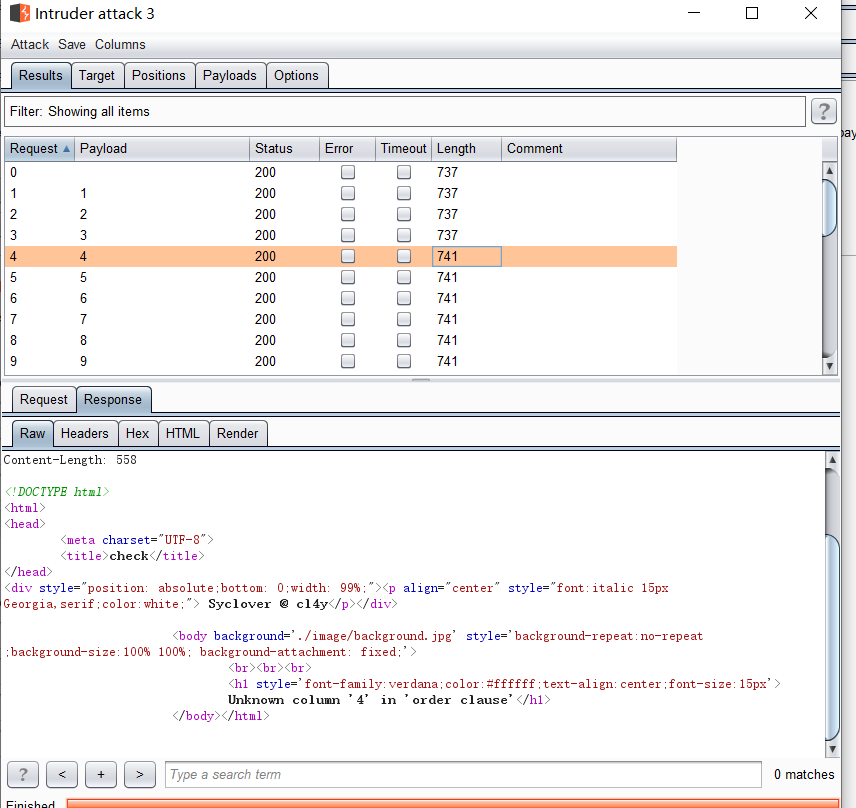 Intruder attack 3
Attack Save Columns
Results Target Positions Payloads Options
Filter: Showing all items ?
pay
Request Payload Status Error Timeout Length Comment
0 200 737
1 1 200 737
2 2 200 737
3 3 200 737
4 4 200 741
5 5 200 741
6 6 200 741
7 7 200 741
8 8 200 741
9 9 200 741
Request Response
Raw Headers Hex HTML Render
Content-Length: 558
<!DOCTYPE html>
<html>
<head>
<meta charset="UTF-8">
<title>check</title>
</head>
<div style="position: absolute;bottom: 0;width: 99%;"><p align="center" style="font:italic 15px
Georgia,serif;color:white;"> Syclover @ cl4y</p></div>
<body background='./image/background.jpg' style='background-repeat:no-repeat
;background-size:100% 100%; background-attachment: fixed;'>
<br><br><br>
<h1 style='font-family:verdana;color:#ffffff;text-align:center;font-size:15px'>
Unknown column '4' in 'order clause'</h1>
</body></html>
? < + > Type a search term 0 matches
Finished